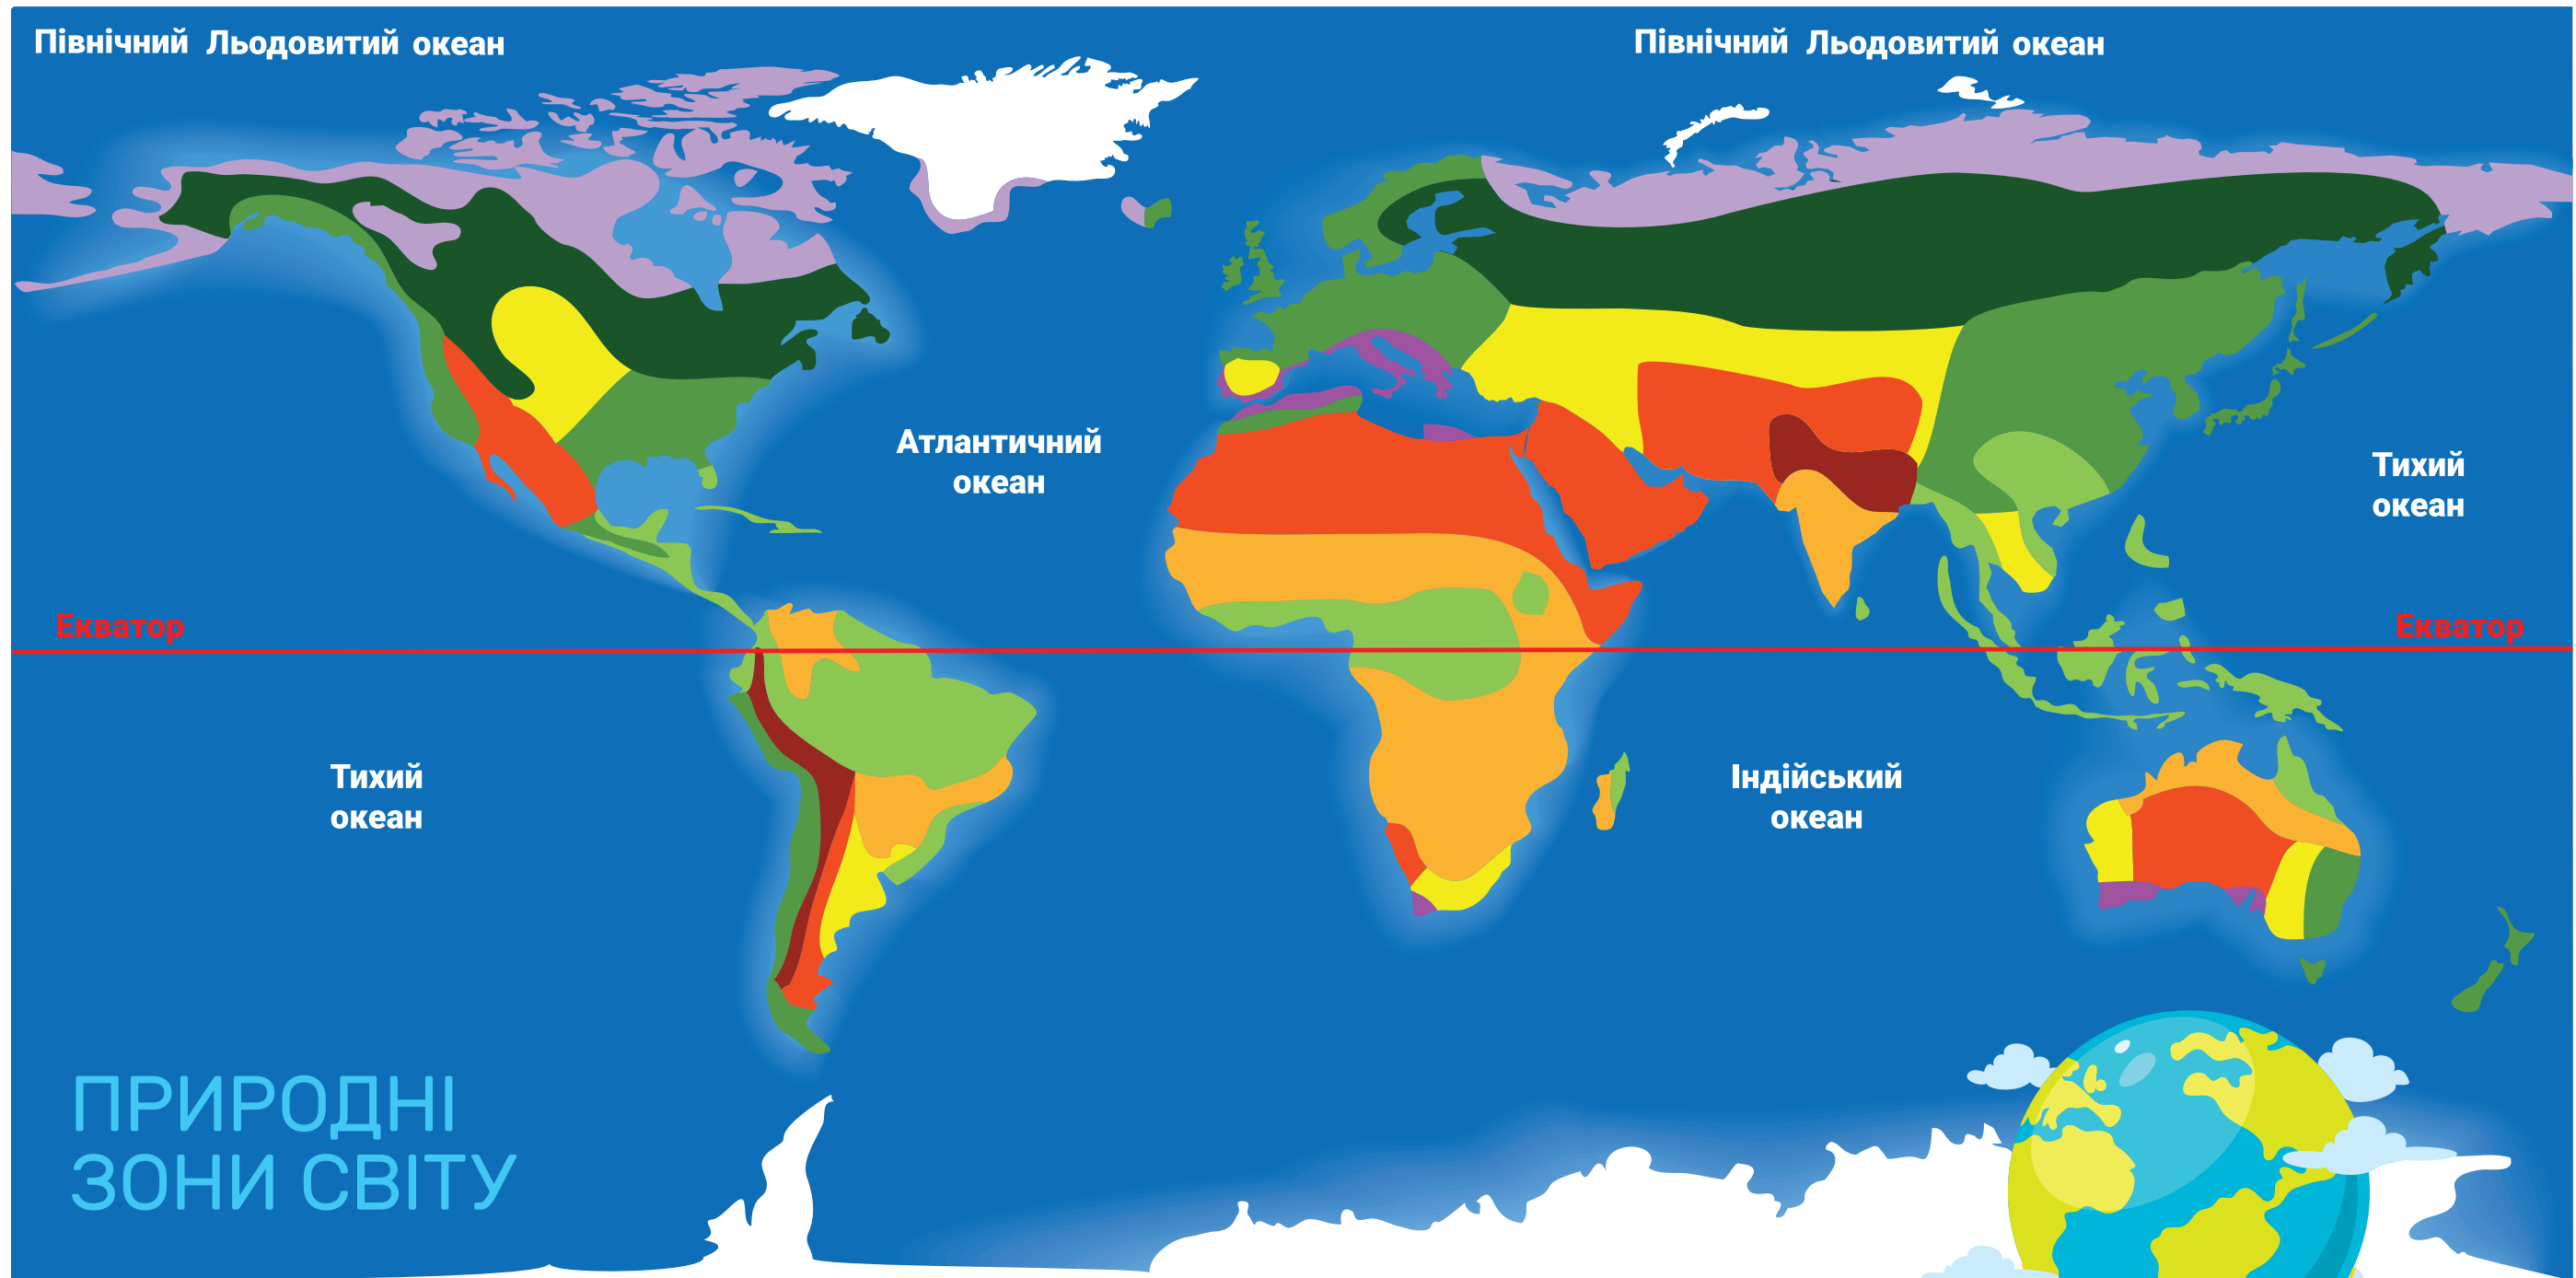 Північний Льодовитий океан
Північний Льодовитий океан
Атлантичний
океан
Тихий
океан
Екватор
Екватор
Тихий
океан
Індійський
океан
ПРИРОДНІ
ЗОНИ СВІТУ